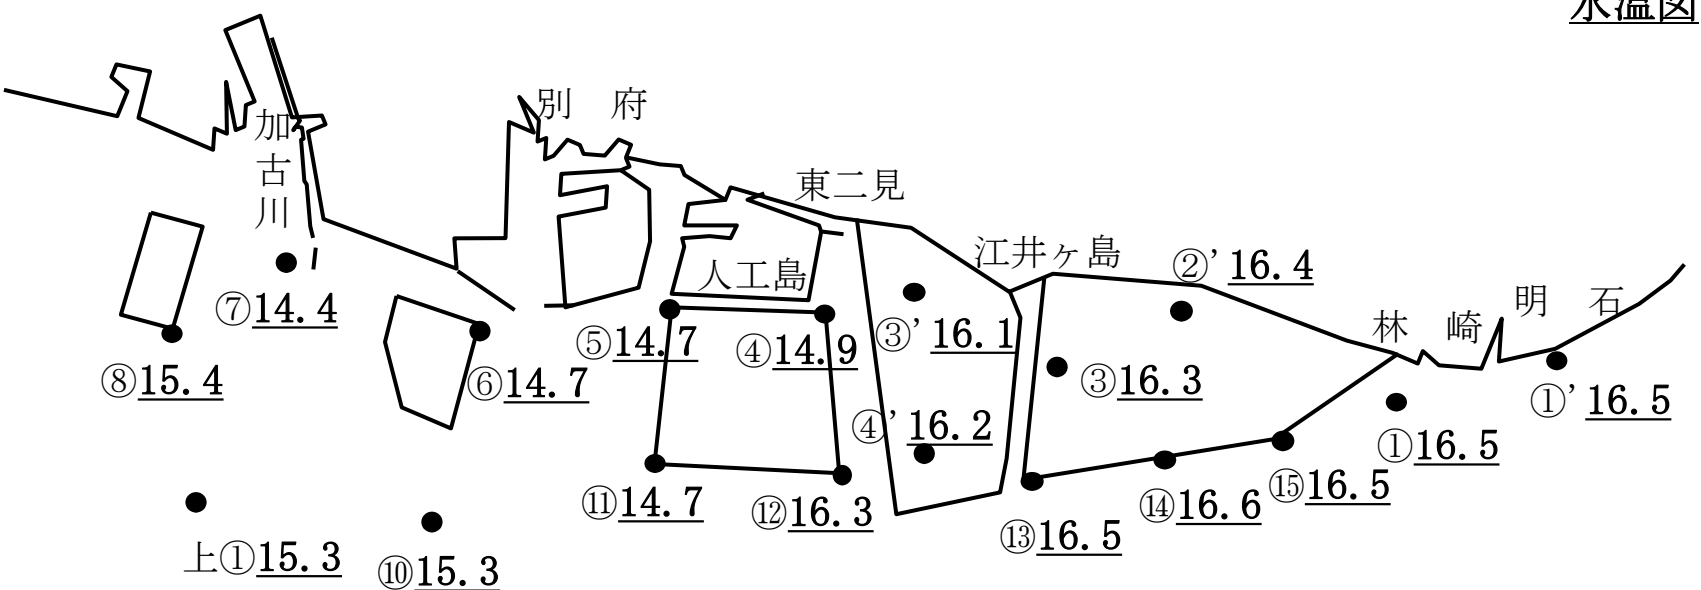 水温図
別 府
加古川
東二見
江井ヶ島
人工島
林 崎
明 石
②' 16.4
⑦14.4
⑤14.7
④14.9
③' 16.1
③16.3
⑧15.4
⑥14.7
①' 16.5
④' 16.2
①16.5
⑪14.7
⑫16.3
⑬16.5
⑭16.6
⑮16.5
上①15.3
⑩15.3